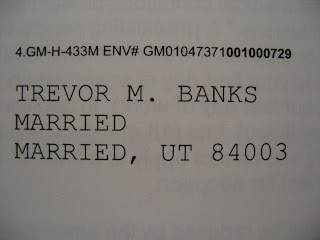 4.GM-H-433M ENV# GM01047371001000729
TREVOR M. BANKS
MARRIED
MARRIED, UT 84003